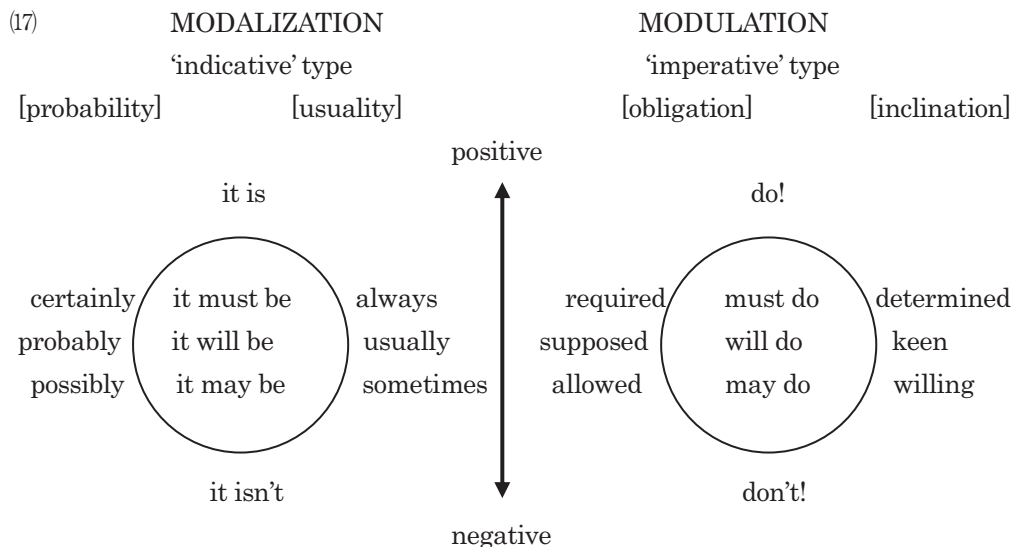 (17) MODALIZATION MODULATION
‘indicative’ type ‘imperative’ type
[probability] [usuality] [obligation] [inclination]
positive
it is do!
certainly it must be always required must do determined
probably it will be usually supposed will do keen
possibly it may be sometimes allowed may do willing
it isn’t don’t!
negative